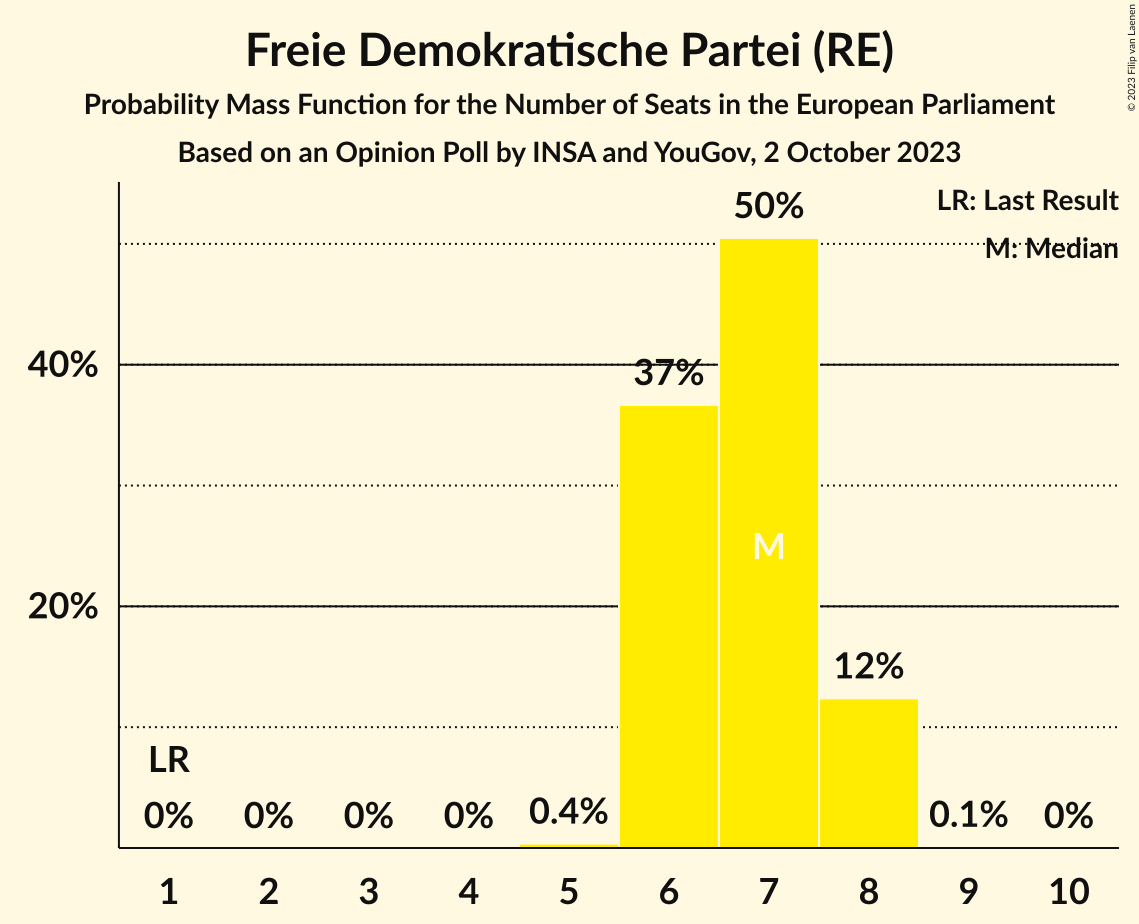 Freie Demokratische Partei (RE)
Probability Mass Function for the Number of Seats in the European Parliament
Based on an Opinion Poll by INSA and YouGov, 2 October 2023
© 2023 Filip van Laenen
LR: Last Result
M: Median
50%
40%
37%
M
20%
12%
LR
0%
0%
0%
0%
0.4%
0.1%
0%
1 2 3 4 5 6 7 8 9 10